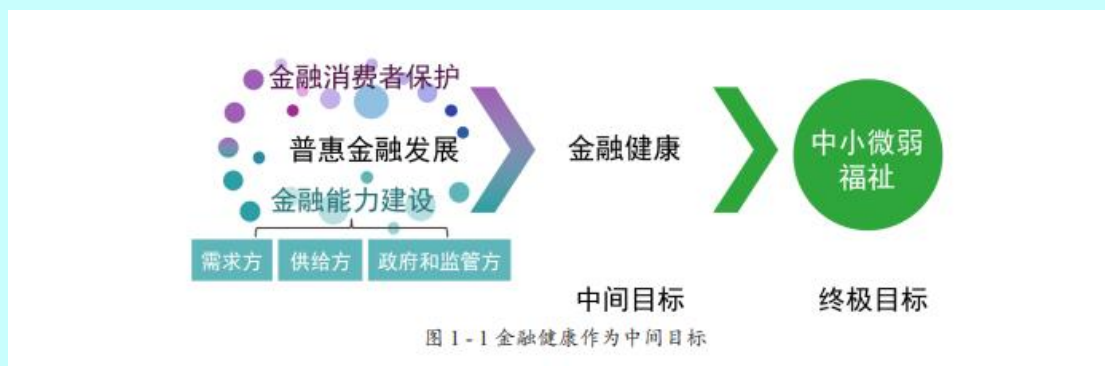 金融消费者保护
普惠金融发展
金融能力建设
需求方
供给方
政府和监管方
金融健康
中小微弱
福祉
中间目标
终极目标
图 1 - 1 金融健康作为中间目标